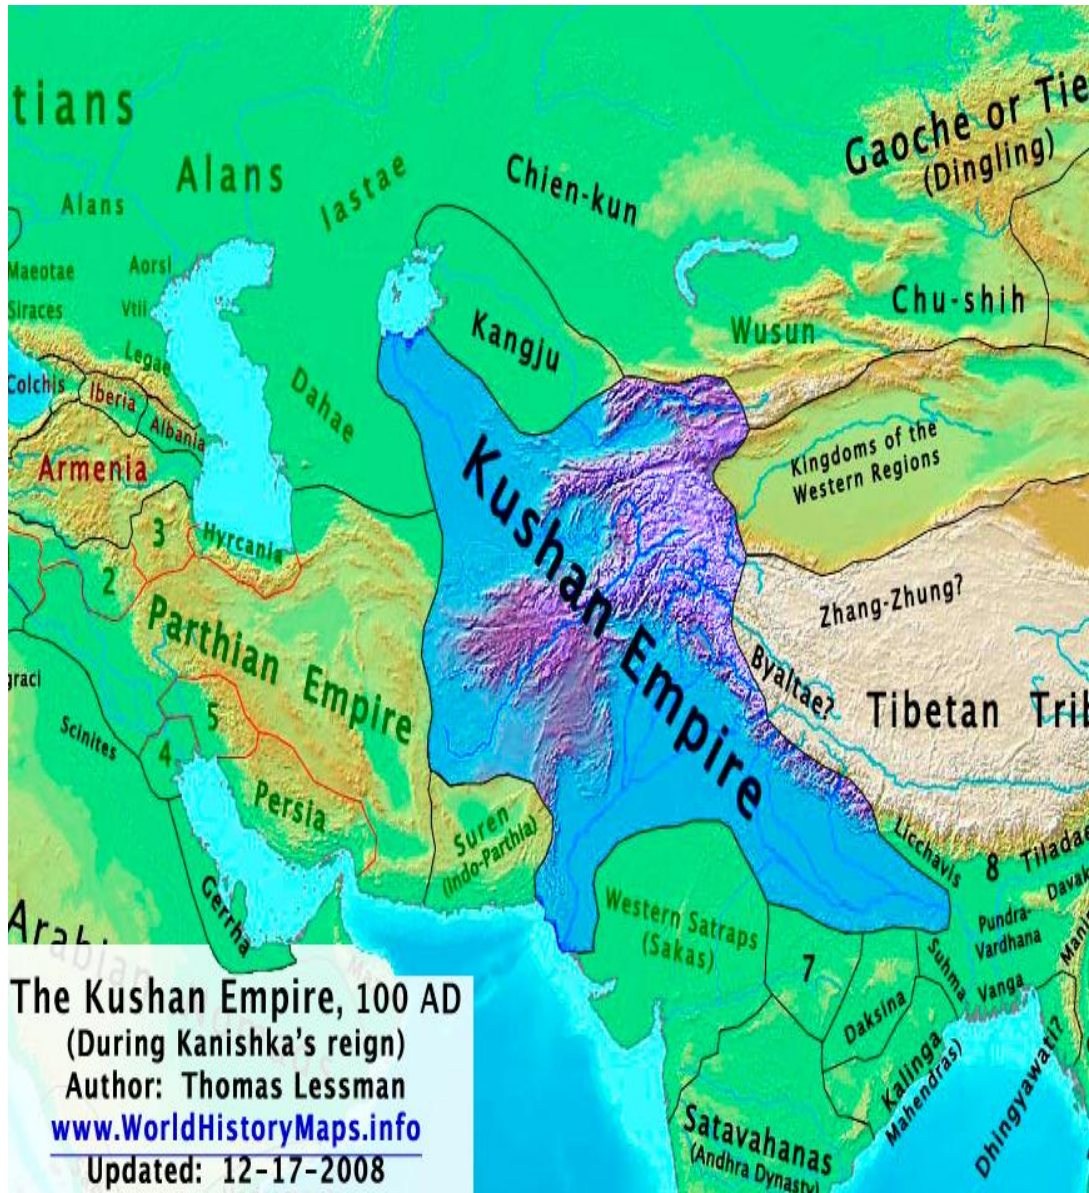 tians
Gaoche or Tie
(Dingling)
Alans
Iastae
Chien-kun
Alans
Maeotae
Aorsi
Siraces
Vtii
Chu-shih
Kangju
Wusun
Legae
Colchis
Iberia
Albania
Dahae
Armenia
Kingdoms of the
Western Regions
Kushan Empire
3
Hyrcania
2
Parthian Empire
Zhang-Zhung?
Byaltae?
Tibetan Tri
graci
Scinites
5
4
Persia
Suren
(Indo-Parthia)
Licchavis
8
Tilada
Davak
Gerrha
Western Satraps
(Sakas)
Pundra-
Vardhana
Suhma
Vanga
7
Daksina
Arabian
Kalinga
Mahendras)
Dhingyawati?
Satavahanas
(Andhra Dynasty)
The Kushan Empire, 100 AD
(During Kanishka's reign)
Author: Thomas Lessman
www.WorldHistoryMaps.info
Updated: 12-17-2008